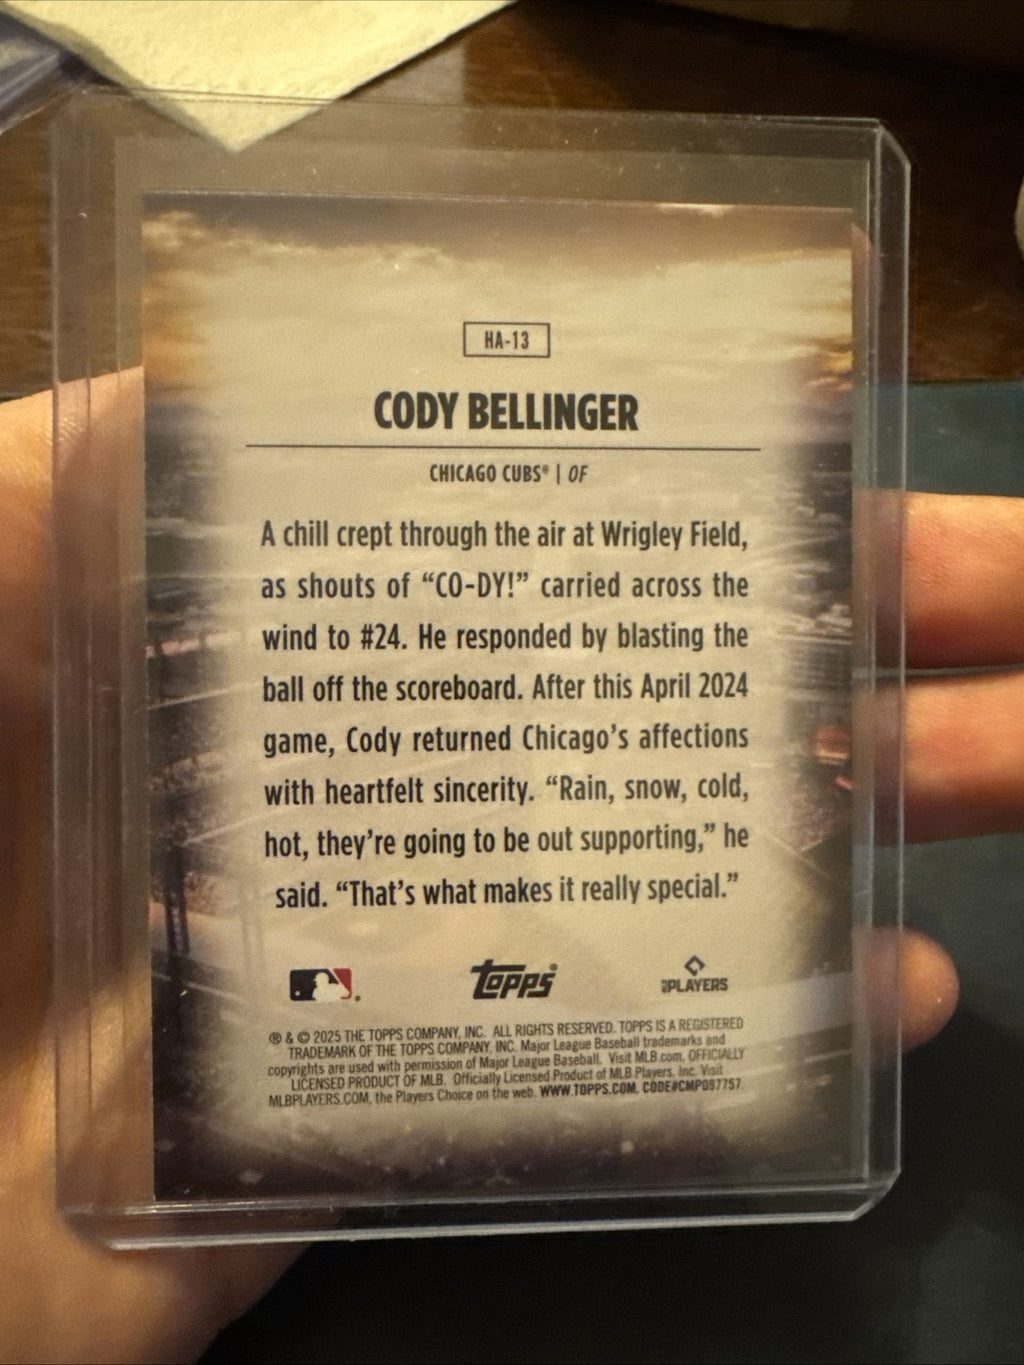 HA-13
CODY BELLINGER
CHICAGO CUBS® | OF
A chill crept through the air at Wrigley Field,
as shouts of “CO-DY!” carried across the
wind to #24. He responded by blasting the
ball off the scoreboard. After this April 2024
game, Cody returned Chicago’s affections
with heartfelt sincerity. “Rain, snow, cold,
hot, they’re going to be out supporting,” he
said. “That’s what makes it really special.”
Topps® PLAYERS
® & © 2025 THE TOPPS COMPANY, INC. ALL RIGHTS RESERVED. TOPPS IS A REGISTERED
TRADEMARK OF THE TOPPS COMPANY, INC. Major League Baseball trademarks and
copyrights are used with permission of Major League Baseball. Visit MLB.com. OFFICIALLY
LICENSED PRODUCT OF MLB. Officially Licensed Product of MLB Players, Inc. Visit
MLBPLAYERS.COM, the Players Choice on the web. WWW.TOPPS.COM. CODE#CMP097757